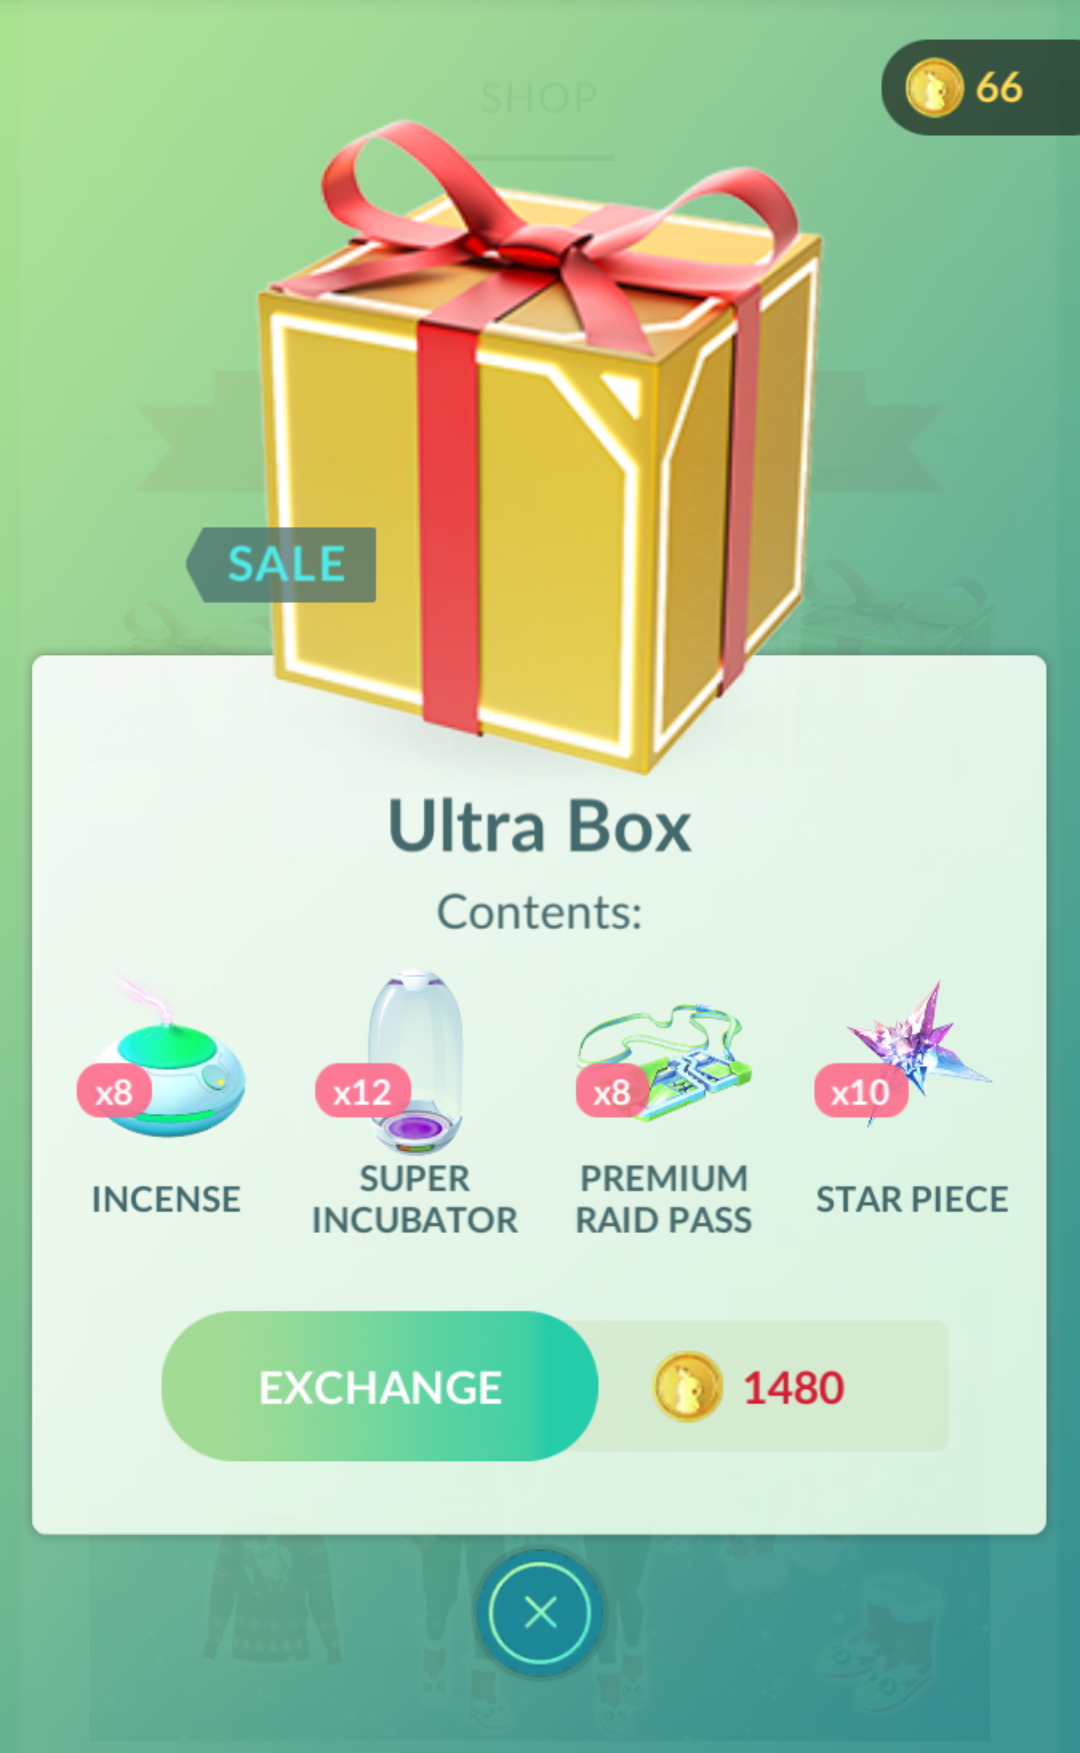 SHOP
66
SALE
Ultra Box
Contents:
x8
x12
x8
x10
INCENSE
SUPER
INCUBATOR
PREMIUM
RAID PASS
STAR PIECE
EXCHANGE
1480